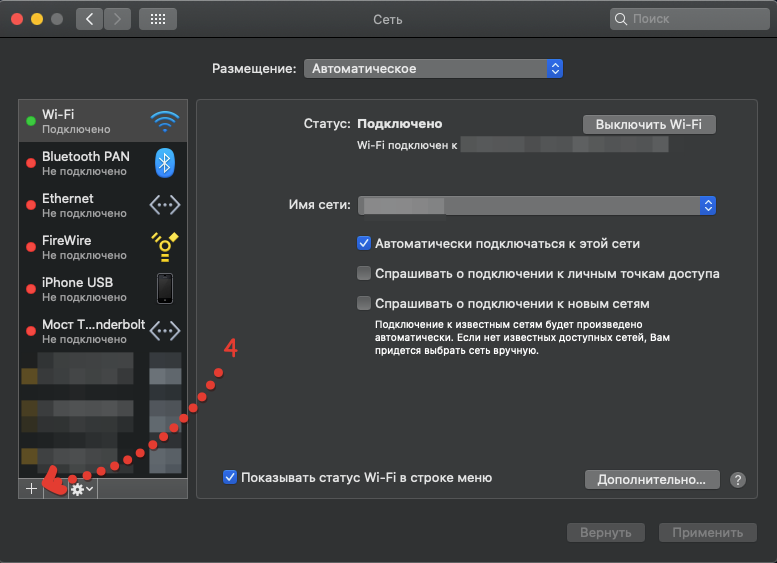 Сеть
Поиск
Размещение: Автоматическое
Wi-Fi
Подключено
Bluetooth PAN
Не подключено
Ethernet
Не подключено
FireWire
Не подключено
iPhone USB
Не подключено
Мост T...nderbolt
Не подключено
Статус: Подключено
Выключить Wi-Fi
Wi-Fi подключен к
Имя сети:
Автоматически подключаться к этой сети
Спрашивать о подключении к личным точкам доступа
Спрашивать о подключении к новым сетям
Подключение к известным сетям будет произведено
автоматически. Если нет известных доступных сетей, Вам
придется выбрать сеть вручную.
4
Показывать статус Wi-Fi в строке меню
Дополнительно...
?
Вернуть
Применить